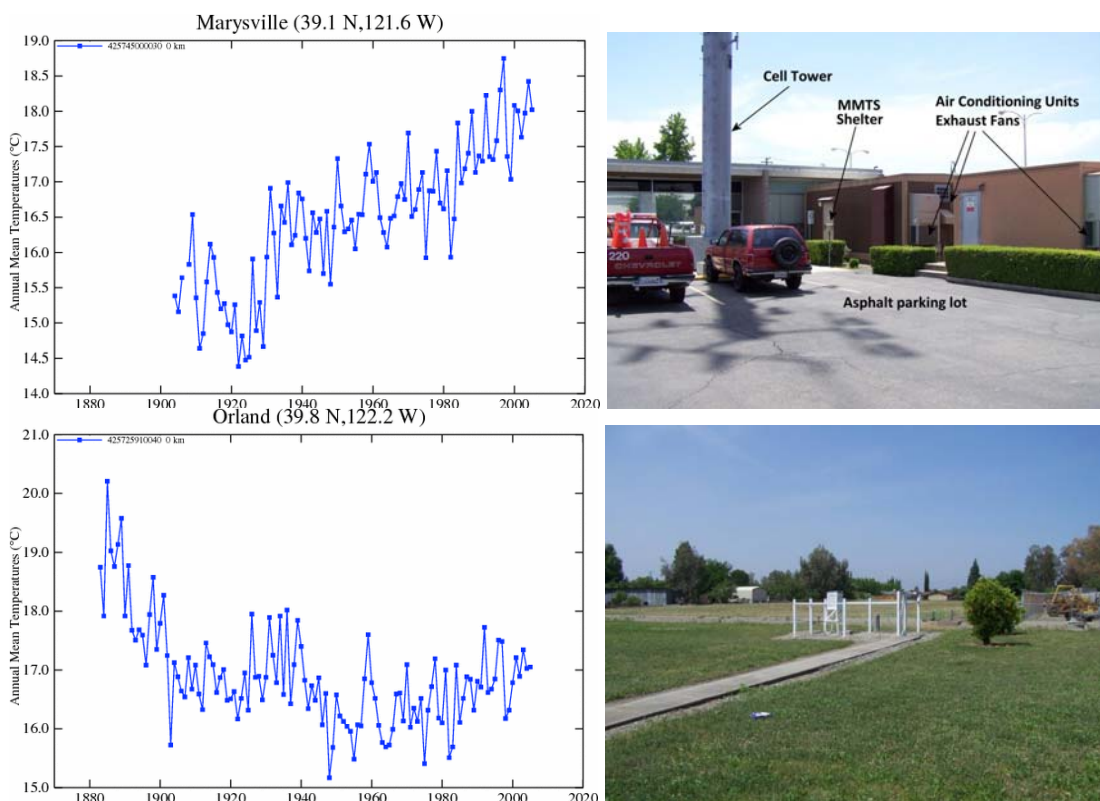 Marysville (39.1 N,121.6 W)
19.0
18.5
18.0
17.5
17.0
16.5
16.0
15.5
15.0
14.5
14.0
Annual Mean Temperatures (°C)
425745000030 0 km
1880 1900 1920 1940 1960 1980 2000 2020
Cell Tower
MMTS
Shelter
Air Conditioning Units
Exhaust Fans
220
CHEVROLET
Asphalt parking lot
Orland (39.8 N,122.2 W)
21.0
20.0
19.0
18.0
17.0
16.0
15.0
Annual Mean Temperatures (°C)
425725910040 0 km
1880 1900 1920 1940 1960 1980 2000 2020